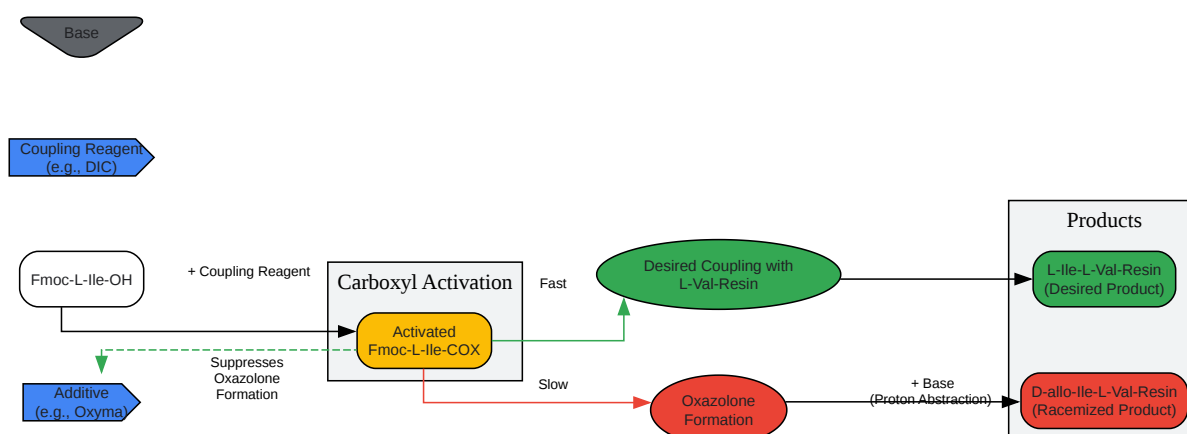 Base
Coupling Reagent
(e.g., DIC)
Products
Fmoc-L-Ile-OH
+ Coupling Reagent
Carboxyl Activation
Fast
Desired Coupling with
L-Val-Resin
L-Ile-L-Val-Resin
(Desired Product)
Activated
Fmoc-L-Ile-COX
Suppresses
Oxazolone
Formation
Additive
(e.g., Oxyma)
Slow
Oxazolone
Formation
+ Base
(Proton Abstraction)
D-allo-Ile-L-Val-Resin
(Racemized Product)